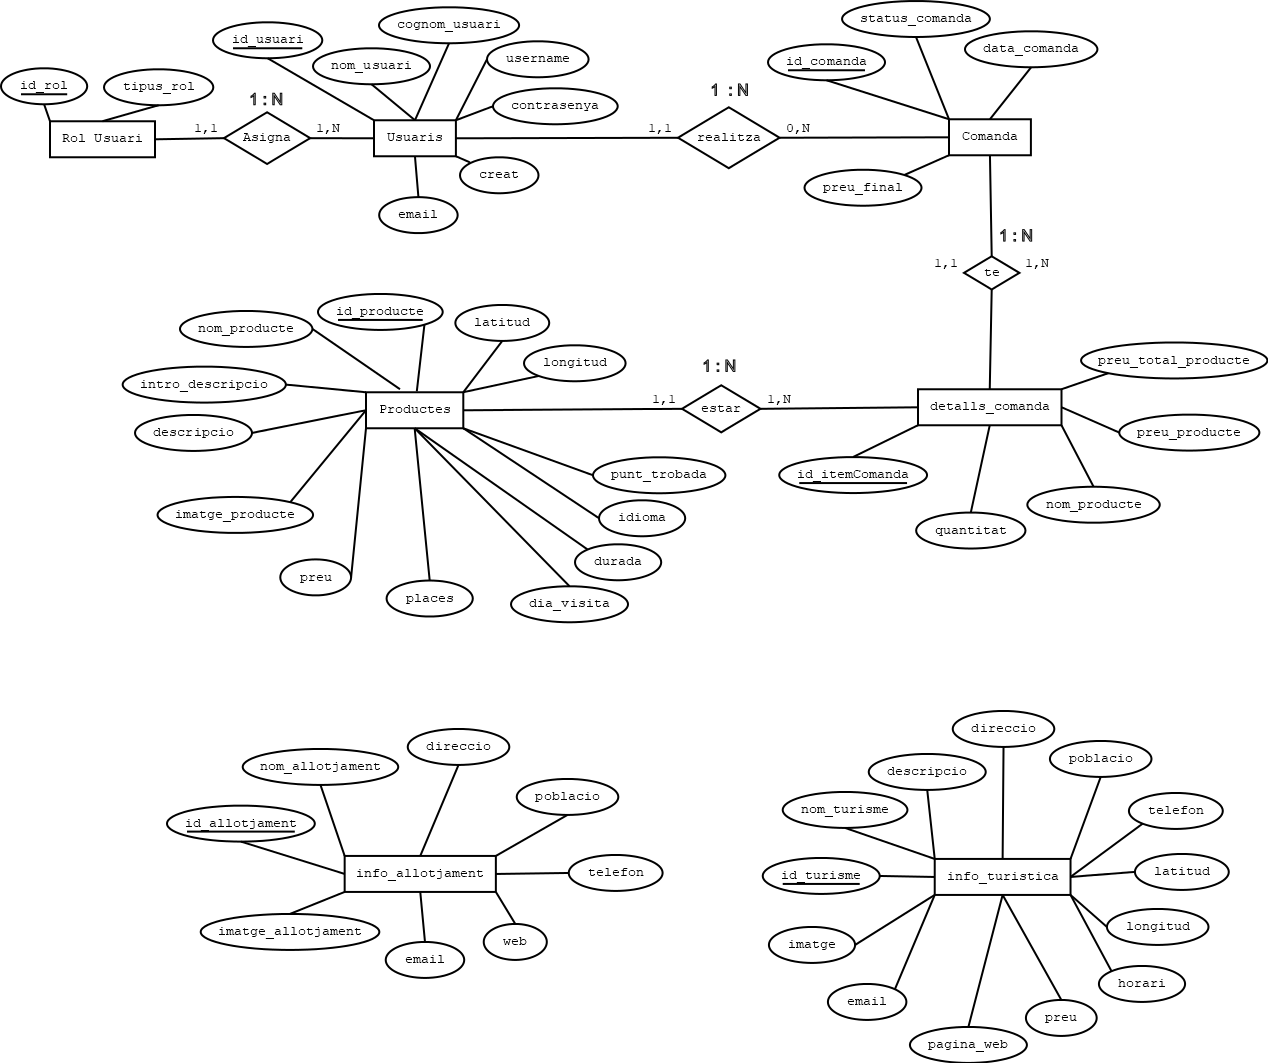 cognom_usuari
status_comanda
id_usuari
data_comanda
nom_usuari
username
id_comanda
id_rol
tipus_rol
1:N
contrasenya
1:N
Rol Usuari
1,1
Asigna
1,N
Usuaris
1,1
realitza
0,N
Comanda
creat
preu_final
email
1:N
1,1
te
1,N
id_producte
nom_producte
latitud
longitud
preu_total_producte
intro_descripcio
1:N
Productes
1,1
estar
1,N
detalls_comanda
descripcio
preu_producte
punt_trobada
id_itemComanda
nom_producte
imatge_producte
idioma
quantitat
durada
preu
places
dia_visita
direccio
direccio
nom_allotjament
poblacio
descripcio
poblacio
nom_turisme
telefon
id_allotjament
info_allotjament
telefon
id_turisme
info_turistica
latitud
imatge_allotjament
web
email
imatge
longitud
horari
email
preu
pagina_web